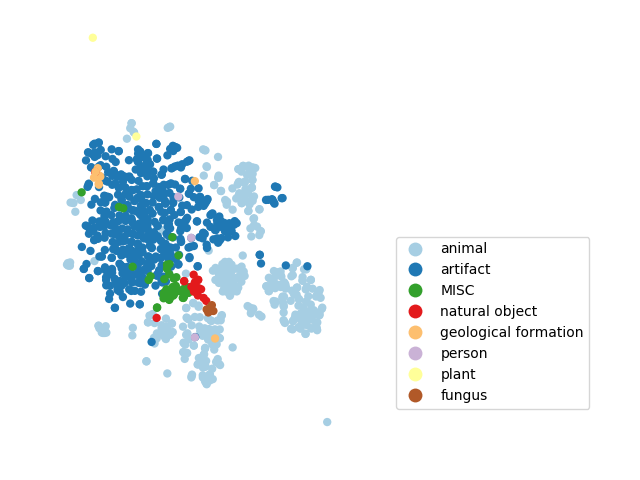 animal
artifact
MISC
natural object
geological formation
person
plant
fungus